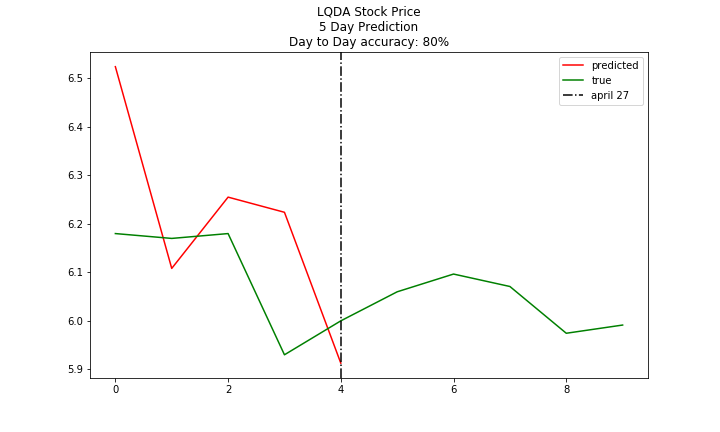 LQDA Stock Price
5 Day Prediction
Day to Day accuracy: 80%
predicted
true
april 27
6.5
6.4
6.3
6.2
6.1
6.0
5.9
0 2 4 6 8